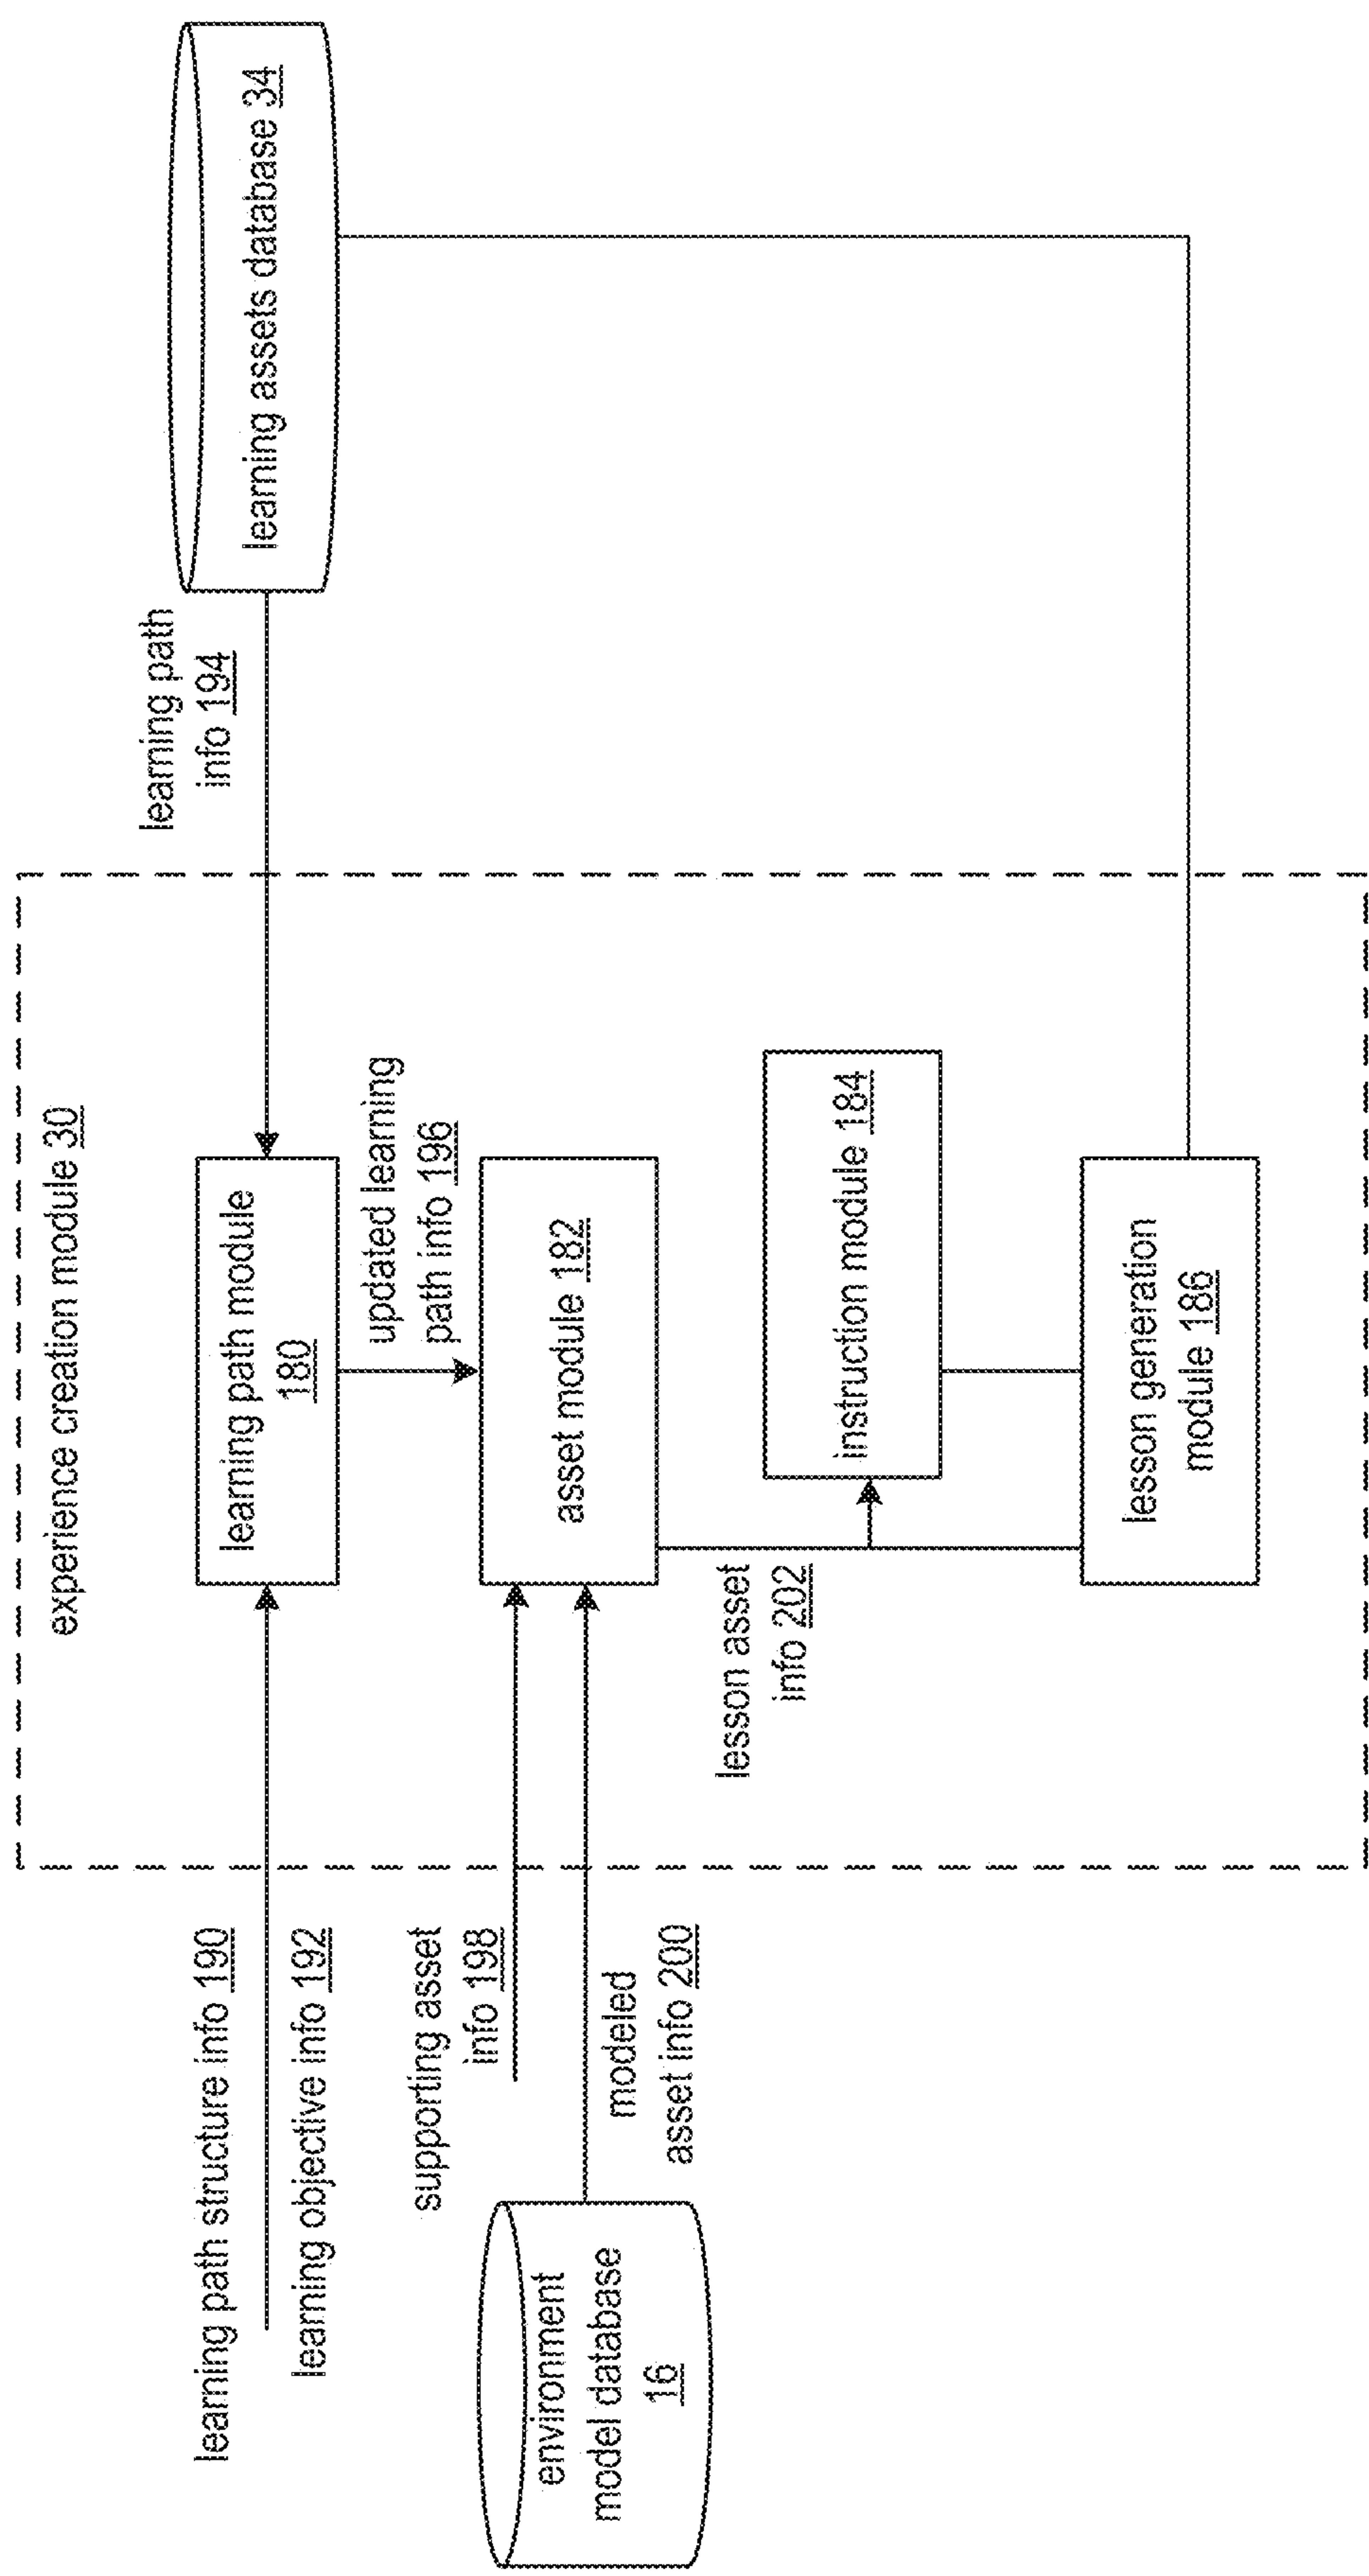 experience creation module 30
learning path structure info 190
learning objective info 192
learning path module
180
learning path
info 194
learning assets database 34
updated learning
path info 196
supporting asset
info 198
asset module 182
environment
model database
16
modeled
asset info 200
lesson asset
info 202
instruction module 184
lesson generation
module 186